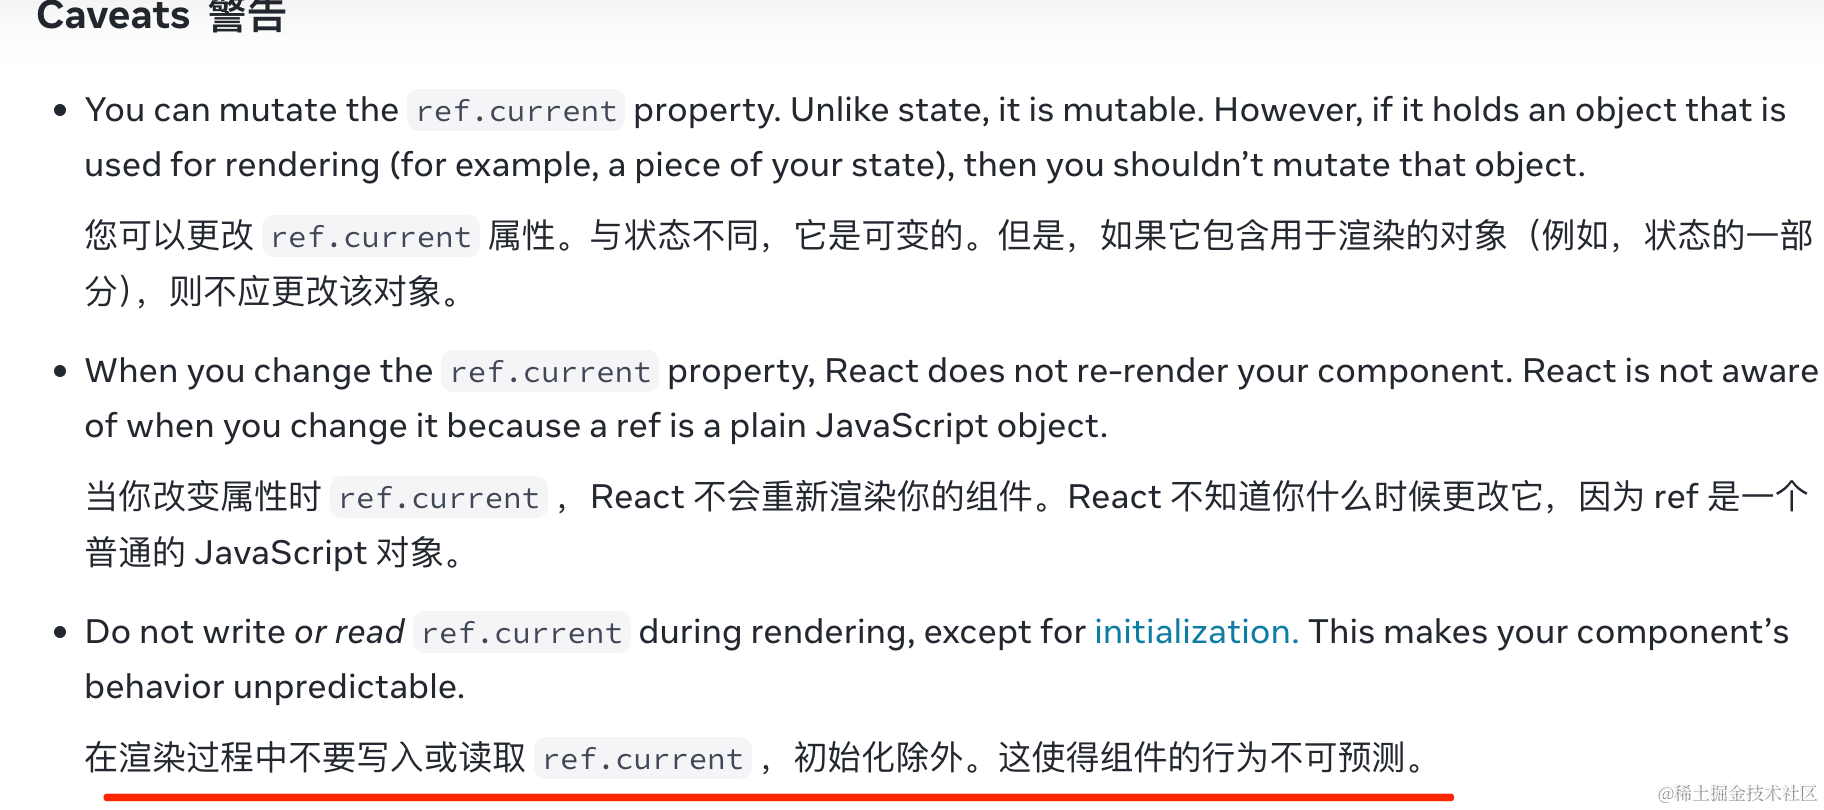 Caveats 警告
You can mutate the ref.current property. Unlike state, it is mutable. However, if it holds an object that is
used for rendering (for example, a piece of your state), then you shouldn’t mutate that object.
您可以更改 ref.current 属性。与状态不同，它是可变的。但是，如果它包含用于渲染的对象（例如，状态的一部
分），则不应更改该对象。
When you change the ref.current property, React does not re-render your component. React is not aware
of when you change it because a ref is a plain JavaScript object.
当你改变属性时 ref.current ，React 不会重新渲染你的组件。React 不知道你什么时候更改它，因为 ref 是一个
普通的 JavaScript 对象。
Do not write or read ref.current during rendering, except for initialization. This makes your component’s
behavior unpredictable.
在渲染过程中不要写入或读取 ref.current ，初始化除外。这使得组件的行为不可预测。
@稀土掘金技术社区